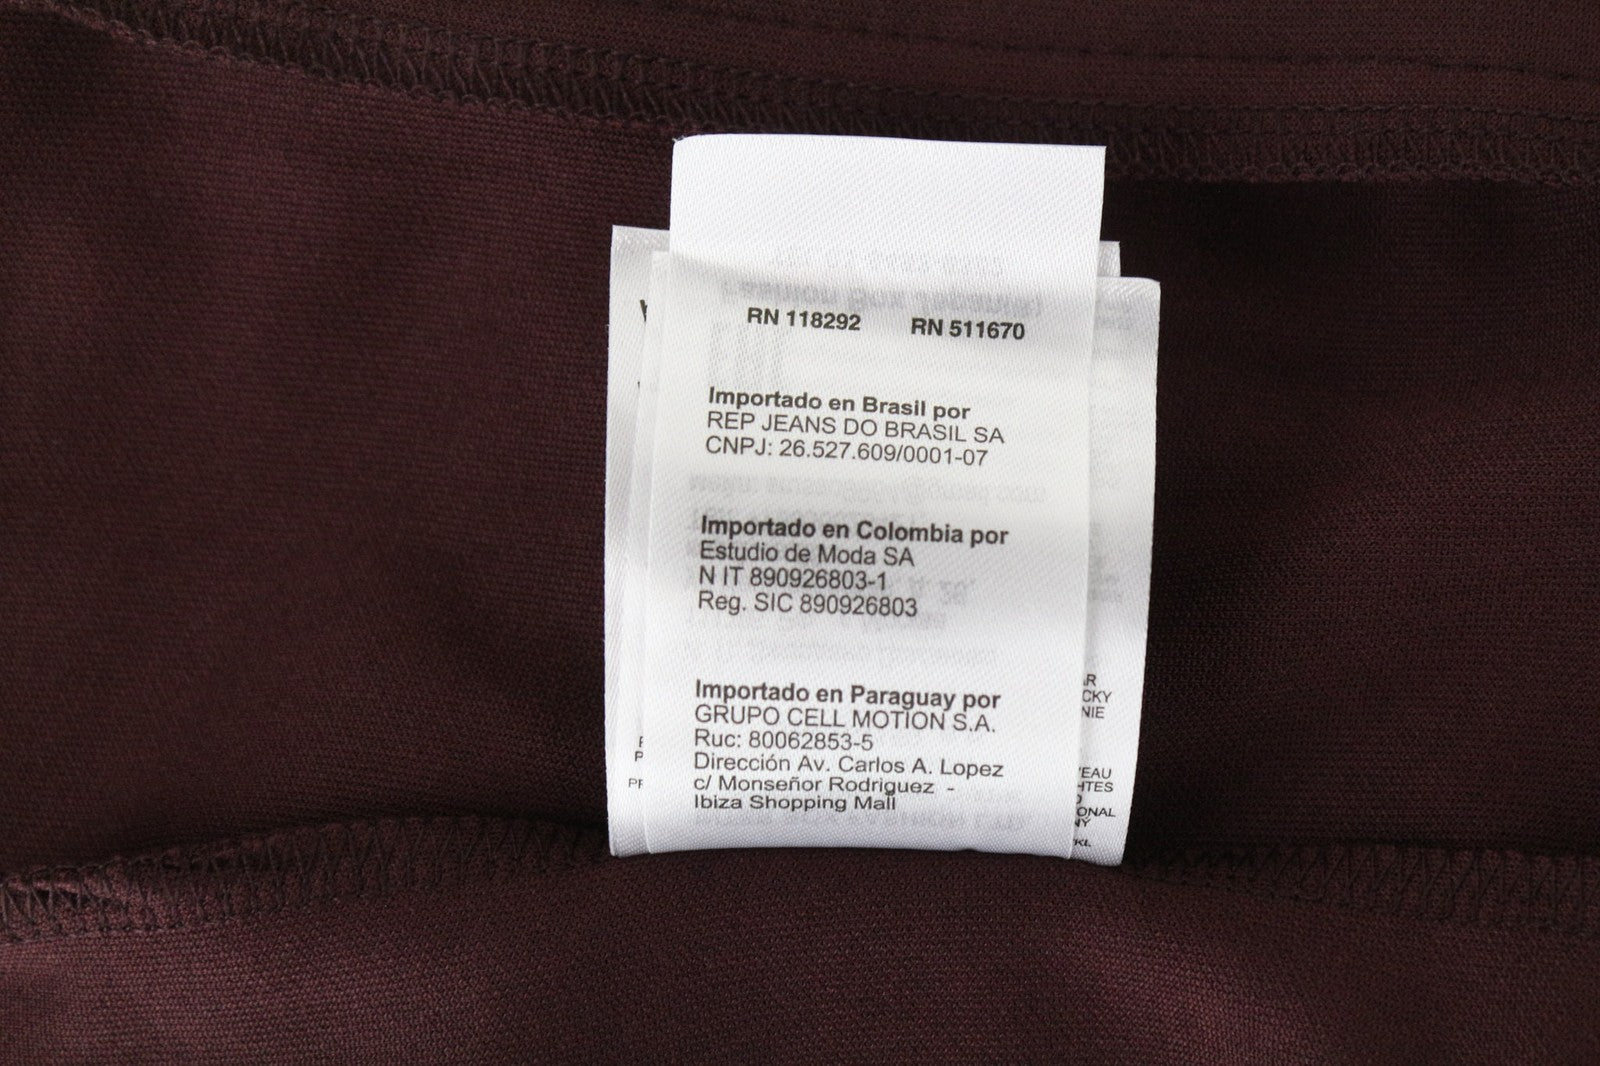 RN 118292 RN 511670
Importado en Brasil por
REP JEANS DO BRASIL SA
CNPJ: 26.527.609/0001-07
Importado en Colombia por
Estudio de Moda SA
N IT 890926803-1
Reg. SIC 890926803
Importado en Paraguay por
GRUPO CELL MOTION S.A.
Ruc: 80062853-5
Dirección Av. Carlos A. Lopez
c/ Monseñor Rodriguez -
Ibiza Shopping Mall